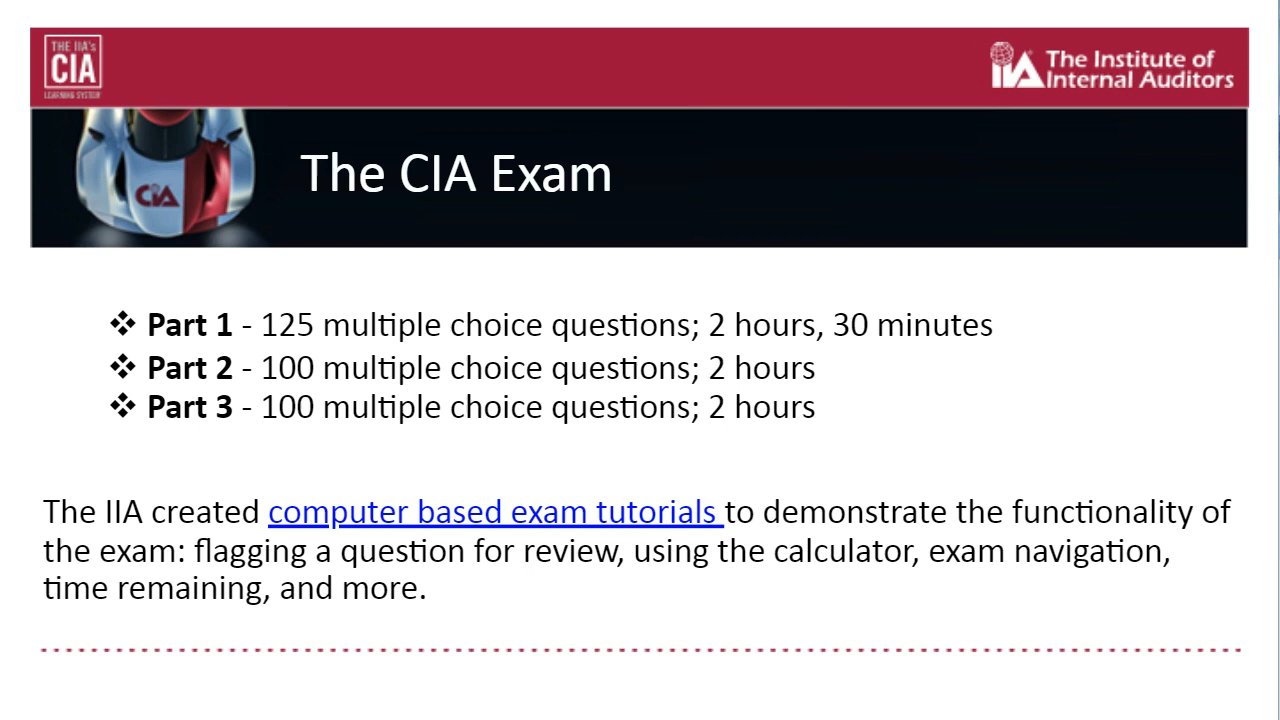 THE IIA's
CIA
LEARNING SYSTEM
The Institute of
IIA Internal Auditors
CIA
The CIA Exam
❖ Part 1 - 125 multiple choice questions; 2 hours, 30 minutes
❖ Part 2 - 100 multiple choice questions; 2 hours
❖ Part 3 - 100 multiple choice questions; 2 hours
The IIA created computer based exam tutorials to demonstrate the functionality of
the exam: flagging a question for review, using the calculator, exam navigation,
time remaining, and more.